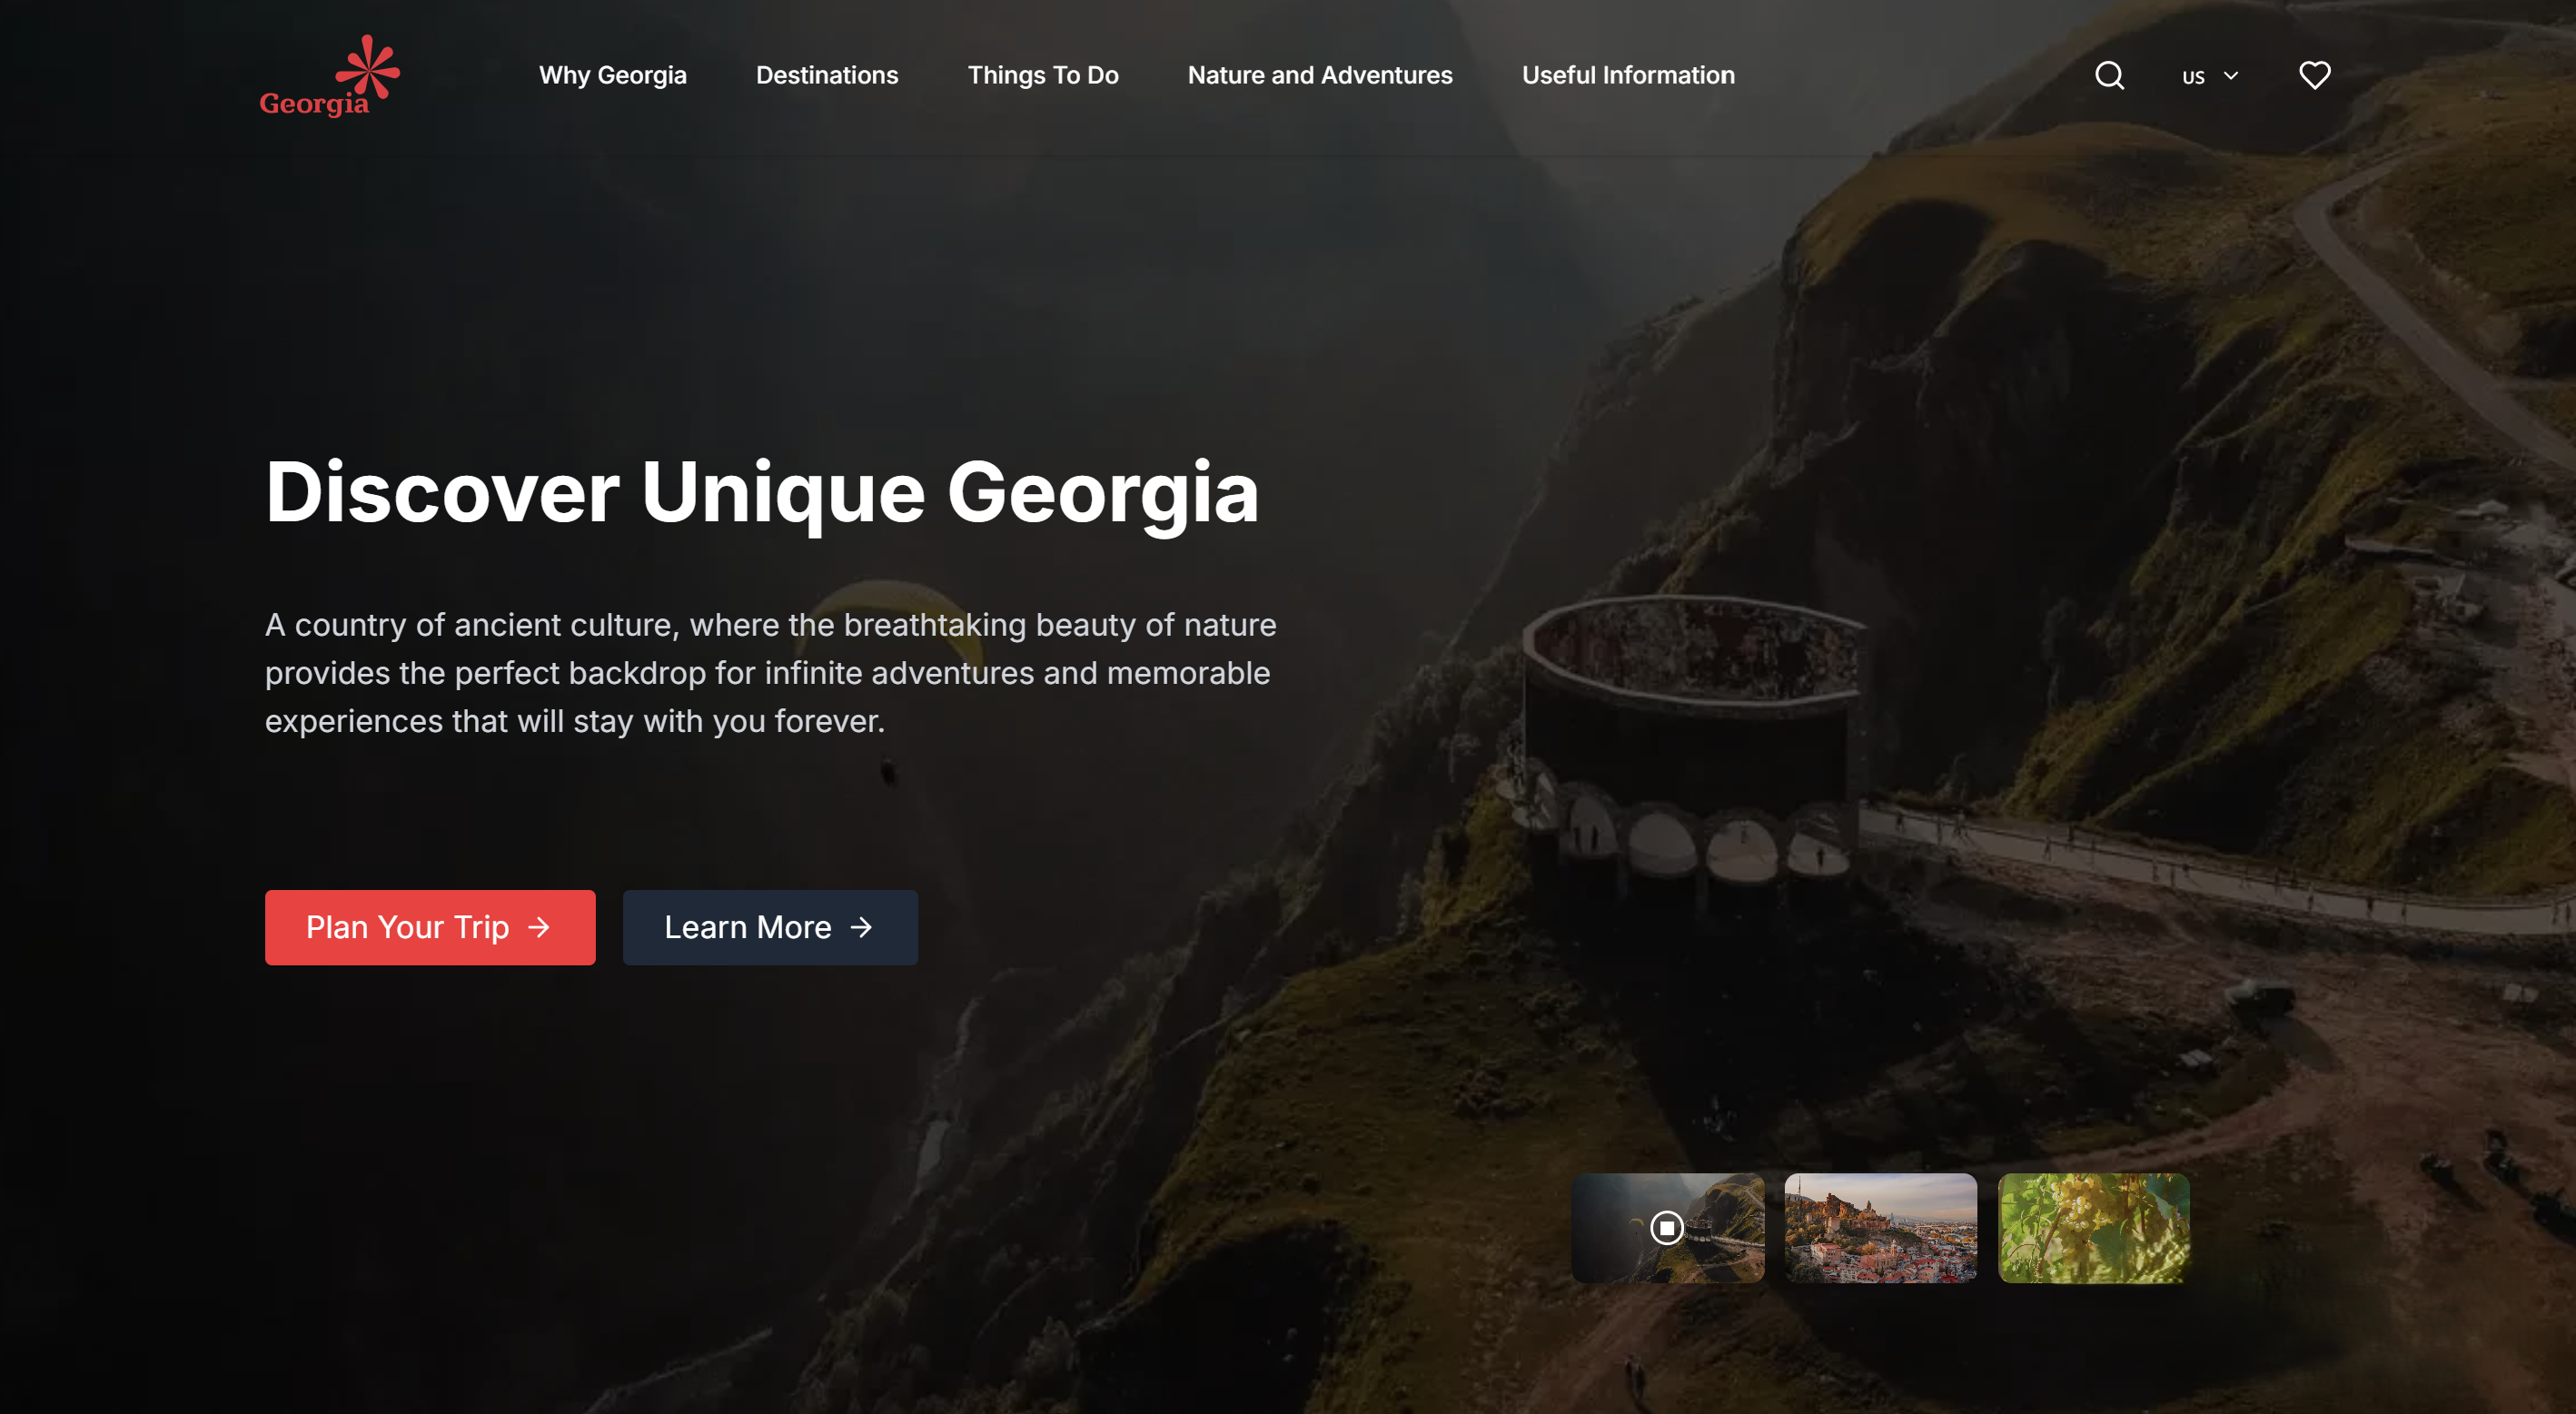 Georgia
Why Georgia
Destinations
Things To Do
Nature and Adventures
Useful Information
US
Discover Unique Georgia
A country of ancient culture, where the breathtaking beauty of nature
provides the perfect backdrop for infinite adventures and memorable
experiences that will stay with you forever.
Plan Your Trip
Learn More